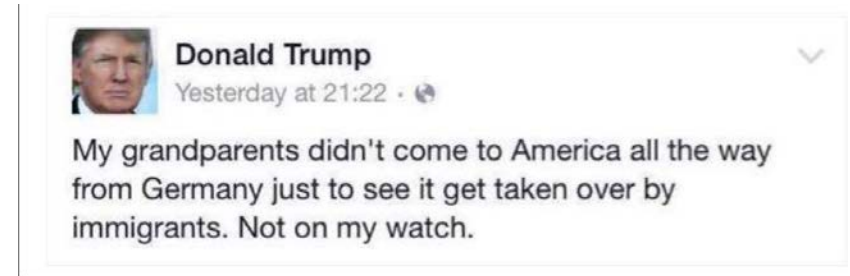 Donald Trump
Yesterday at 21:22 ·
My grandparents didn't come to America all the way
from Germany just to see it get taken over by
immigrants. Not on my watch.